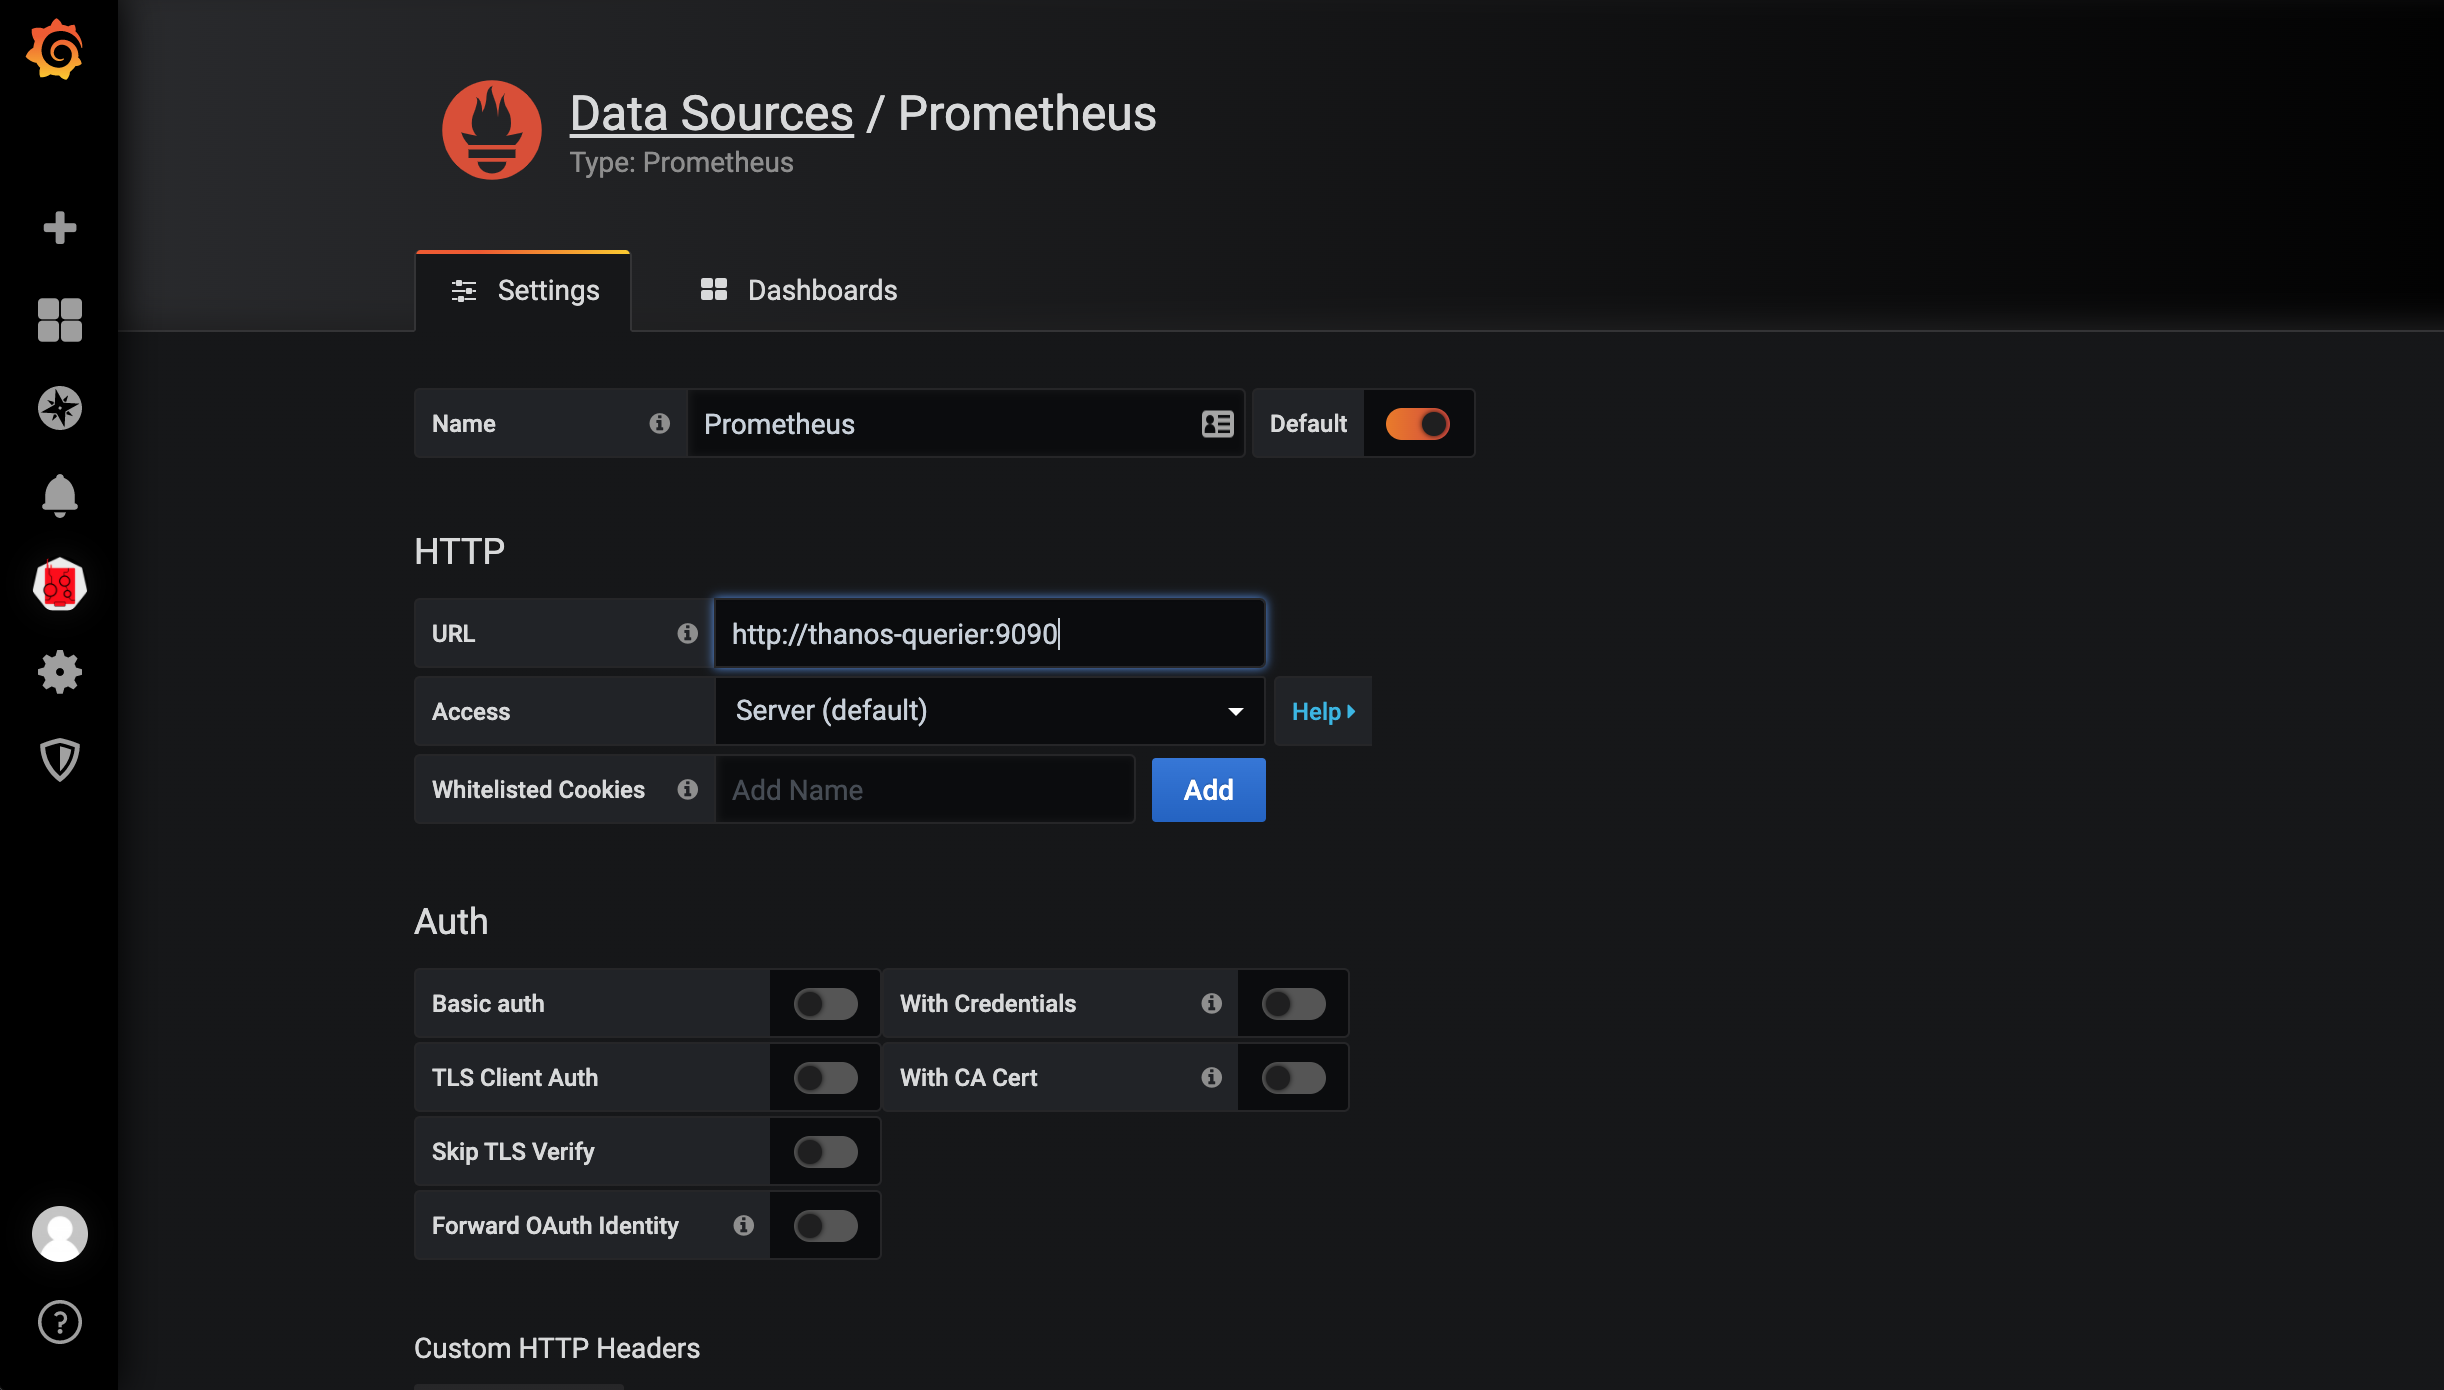 Data Sources / Prometheus
Type: Prometheus
Settings
Dashboards
Name
Prometheus
Default
HTTP
URL
http://thanos-querier:9090
Access
Server (default)
Help
Whitelisted Cookies
Add Name
Add
Auth
Basic auth
With Credentials
TLS Client Auth
With CA Cert
Skip TLS Verify
Forward OAuth Identity
Custom HTTP Headers